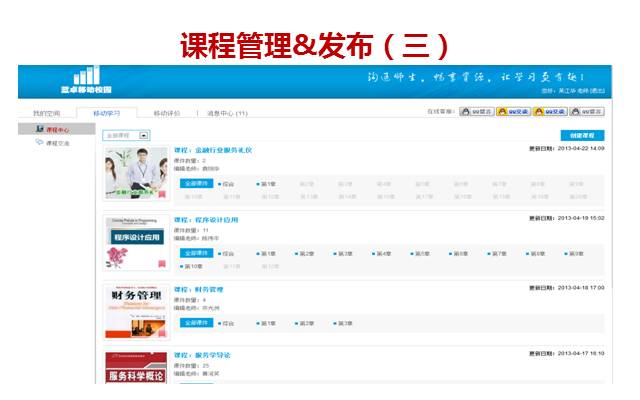 课程管理&发布（三）
蓝卓移动校园
沟通师生，畅享资源，让学习更有趣！
您好，吴江华 老师 [退出]
我的空间 移动学习 移动评价 | 消息中心 (11)
在线客服： QQ留言 QQ交谈 QQ交谈 QQ留言
课程中心
课程交流
全部课程
创建课程
课程：金融行业服务礼仪
更新日期：2013-04-22 14:09
课件数量：2
编辑老师：
全部课件 综合 第1章 第2章 第3章 第4章 第5章 第6章 第7章 第8章 第9章
第10章 第11章 第12章 第13章 第14章 第15章 第16章 第17章 第18章 第19章 第20章
金融行业服务礼仪
课程：程序设计应用
更新日期：2013-04-19 15:02
课件数量：11
编辑老师：
全部课件 综合 第1章 第2章 第3章 第4章 第5章 第6章 第7章 第8章 第9章
第10章 第11章 第12章
程序设计应用
课程：财务管理
更新日期：2013-04-18 17:00
课件数量：4
编辑老师：
全部课件 综合 第1章 第2章 第3章
财务管理
课程：服务学导论
更新日期：2013-04-17 16:10
课件数量：25
编辑老师：
服务科学概论